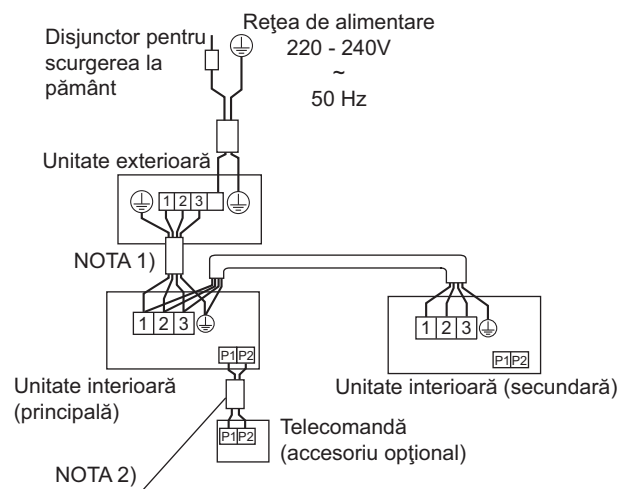 Reţea de alimentare
220 - 240V
~
50 Hz
Disjunctor pentru
scurgerea la
pământ
Unitate exterioară
1 2 3
NOTA 1)
1 2 3
P1 P2
Unitate interioară
(principală)
1 2 3
P1 P2
Unitate interioară (secundară)
P1 P2
Telecomandă
(accesoriu opţional)
NOTA 2)